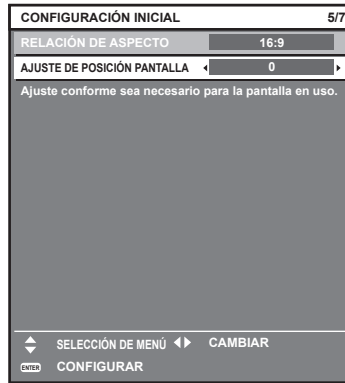 CONFIGURACIÓN INICIAL 5/7
RELACIÓN DE ASPECTO 16:9
AJUSTE DE POSICIÓN PANTALLA 0
Ajuste conforme sea necesario para la pantalla en uso.
SELECCIÓN DE MENÚ CAMBIAR
ENTER CONFIGURAR